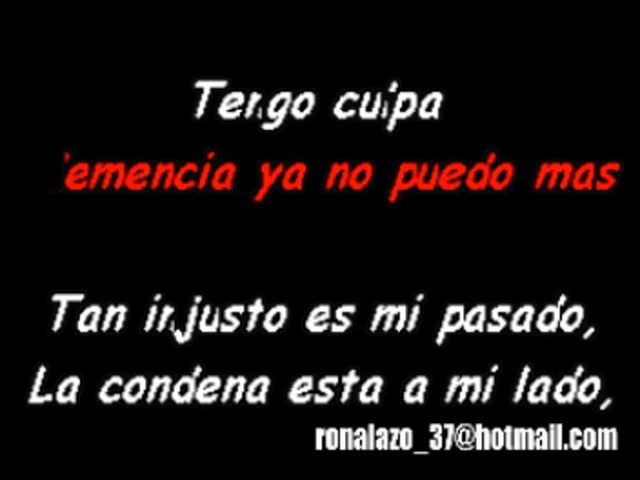 Tengo culpa
emencia ya no puedo mas
Tan injusto es mi pasado,
La condena esta a mi lado,
ronalazo_37@hotmail.com